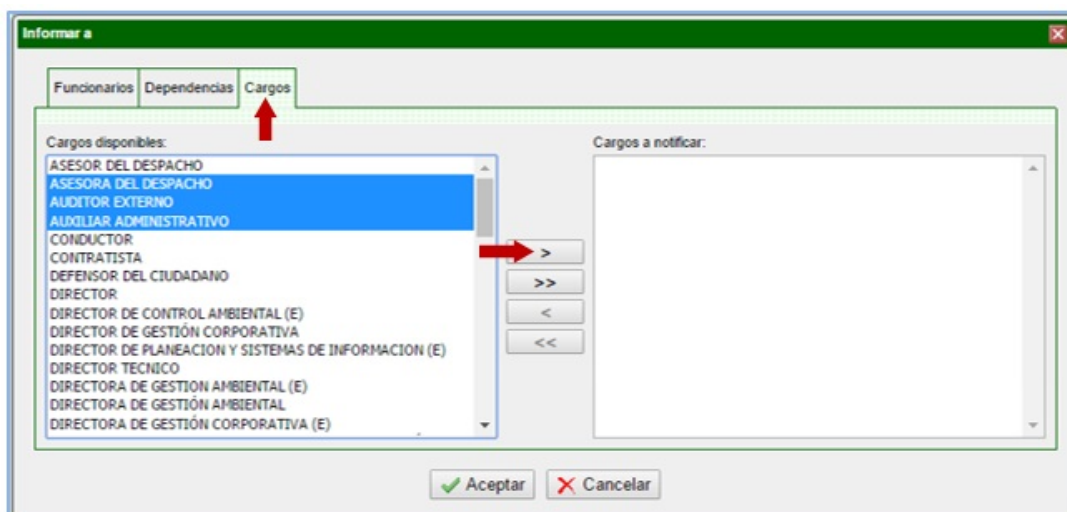 Informar a
Funcionarios Dependencias Cargos
Cargos disponibles:
ASESOR DEL DESPACHO
ASESORA DEL DESPACHO
AUDITOR EXTERNO
AUXILIAR ADMINISTRATIVO
CONDUCTOR
CONTRATISTA
DEFENSOR DEL CIUDADANO
DIRECTOR
DIRECTOR DE CONTROL AMBIENTAL (E)
DIRECTOR DE GESTIÓN CORPORATIVA
DIRECTOR DE PLANEACION Y SISTEMAS DE INFORMACION (E)
DIRECTOR TECNICO
DIRECTORA DE GESTION AMBIENTAL (E)
DIRECTORA DE GESTIÓN AMBIENTAL
DIRECTORA DE GESTIÓN CORPORATIVA (E)
>
>>
<
<<
Cargos a notificar:
Aceptar Cancelar